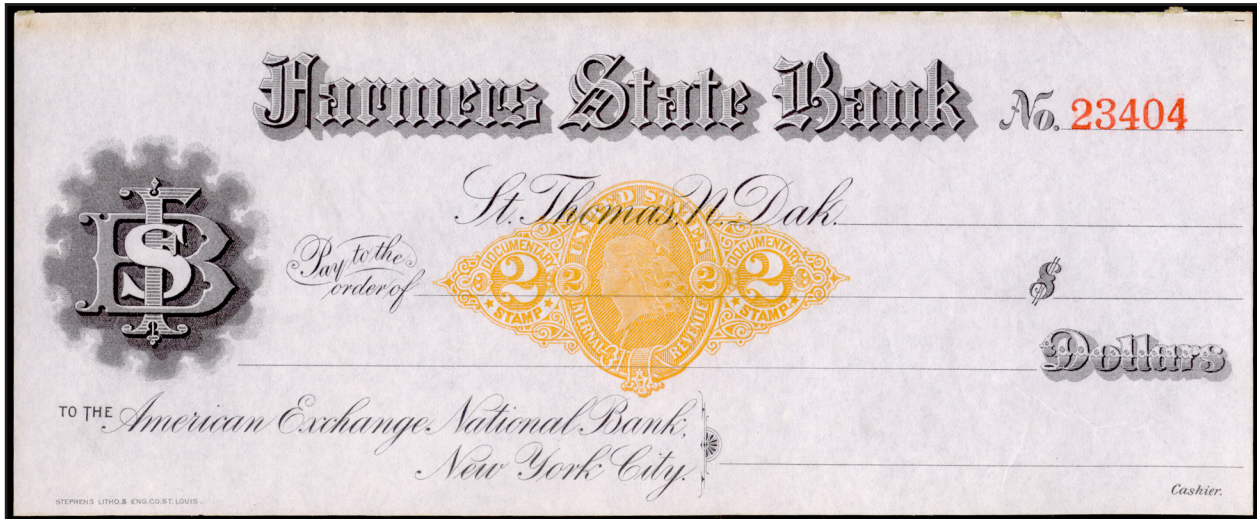 Farmers State Bank No. 23404
St. Thomas, N. Dak.
UNITED STATES
INTERNAL REVENUE
DOCUMENTARY 2 STAMP
2 2
DOCUMENTARY 2 STAMP
FSB
Pay to the
order of
$
Dollars
TO THE American Exchange National Bank,
New York City.
Cashier.
STEPHENS LITHO. & ENG. CO. ST. LOUIS.